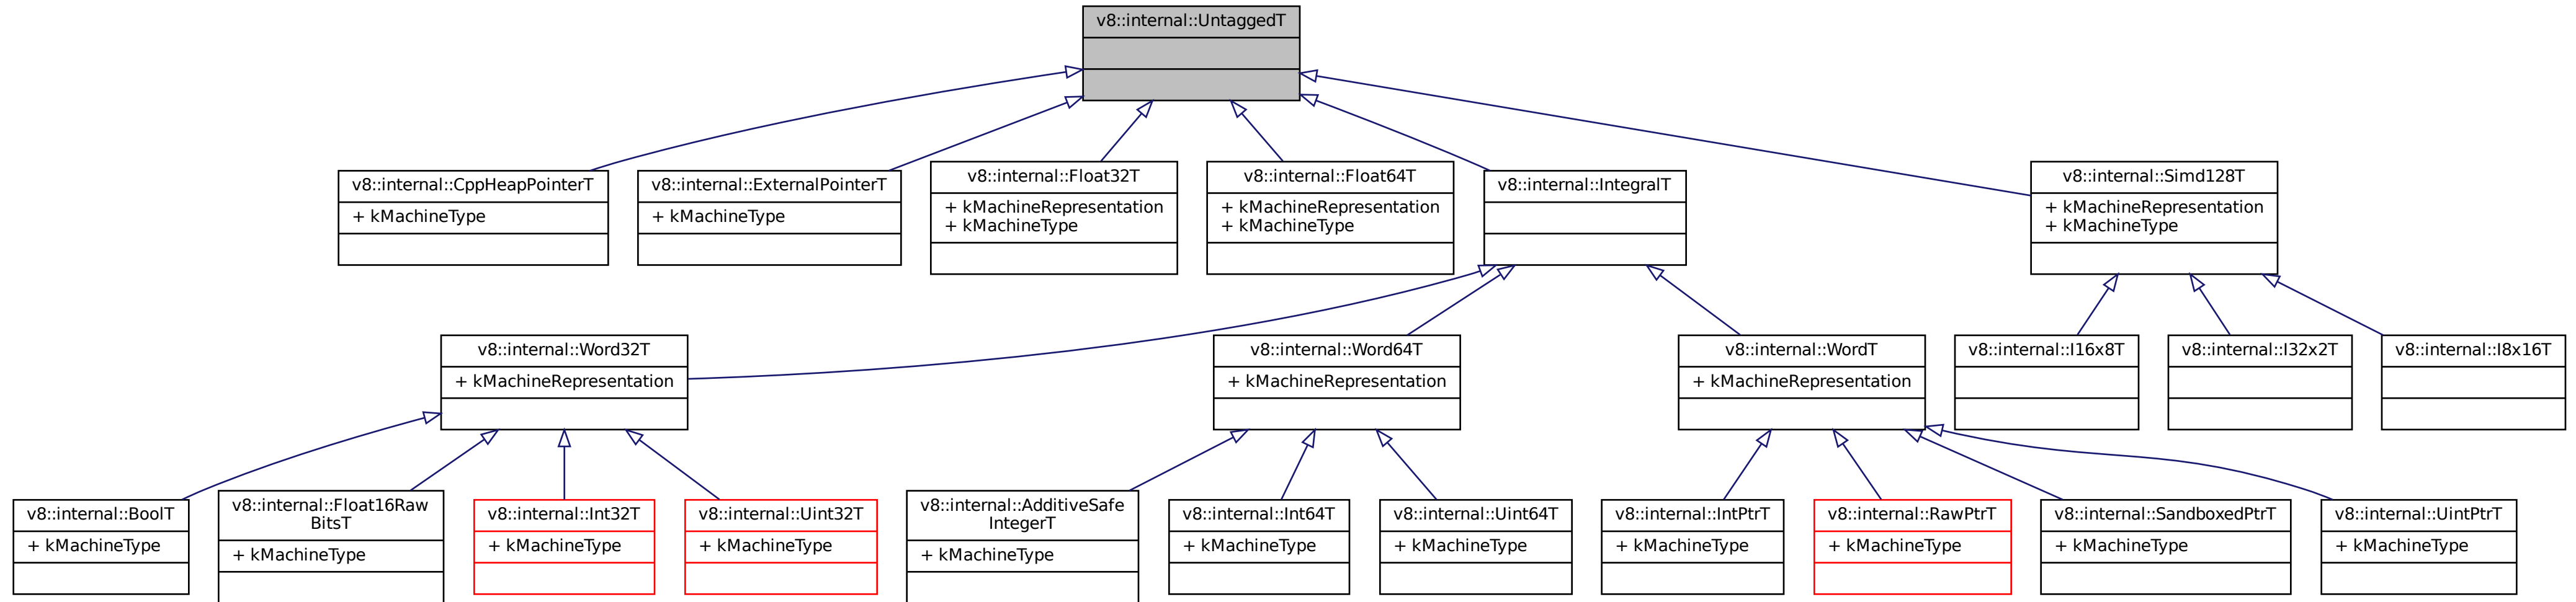 v8::internal::UntaggedT
v8::internal::CppHeapPointerT
+ kMachineType
v8::internal::ExternalPointerT
+ kMachineType
v8::internal::Float32T
+ kMachineRepresentation
+ kMachineType
v8::internal::Float64T
+ kMachineRepresentation
+ kMachineType
v8::internal::IntegralT
v8::internal::Simd128T
+ kMachineRepresentation
+ kMachineType
v8::internal::Word32T
+ kMachineRepresentation
v8::internal::Word64T
+ kMachineRepresentation
v8::internal::WordT
+ kMachineRepresentation
v8::internal::I16x8T
v8::internal::I32x2T
v8::internal::I8x16T
v8::internal::BoolT
+ kMachineType
v8::internal::Float16Raw
BitsT
+ kMachineType
v8::internal::Int32T
+ kMachineType
v8::internal::Uint32T
+ kMachineType
v8::internal::AdditiveSafe
IntegerT
+ kMachineType
v8::internal::Int64T
+ kMachineType
v8::internal::Uint64T
+ kMachineType
v8::internal::IntPtrT
+ kMachineType
v8::internal::RawPtrT
+ kMachineType
v8::internal::SandboxedPtrT
+ kMachineType
v8::internal::UintPtrT
+ kMachineType